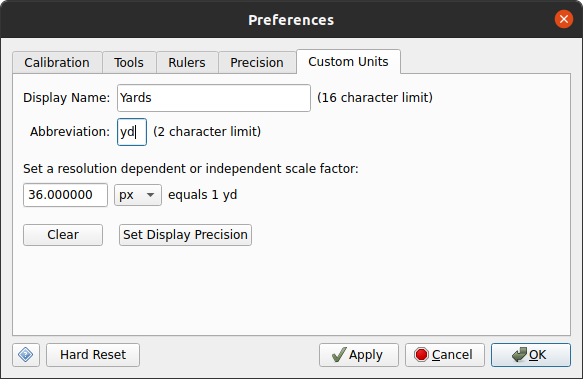 Preferences
Calibration Tools Rulers Precision Custom Units
Display Name: Yards (16 character limit)
Abbreviation: yd (2 character limit)
Set a resolution dependent or independent scale factor:
36.000000 px equals 1 yd
Clear Set Display Precision
Hard Reset Apply Cancel OK